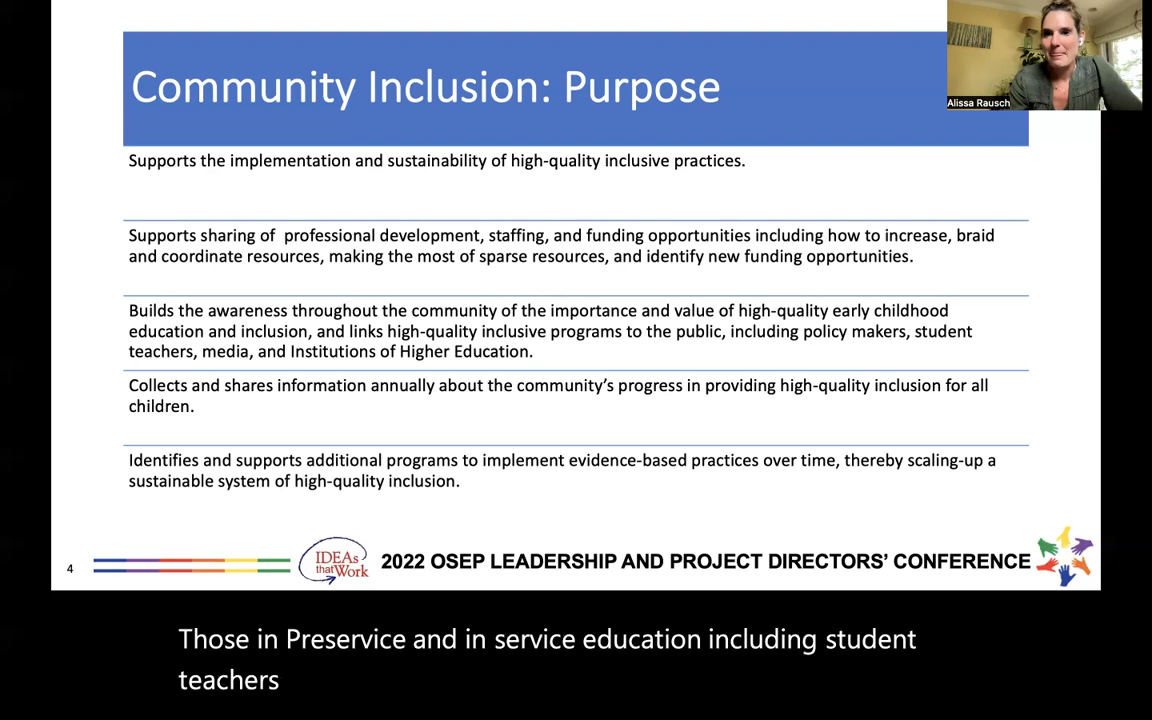 Community Inclusion: Purpose
Alissa Rausch
Supports the implementation and sustainability of high-quality inclusive practices.
Supports sharing of  professional development, staffing, and funding opportunities including how to increase, braid
and coordinate resources, making the most of sparse resources, and identify new funding opportunities.
Builds the awareness throughout the community of the importance and value of high-quality early childhood
education and inclusion, and links high-quality inclusive programs to the public, including policy makers, student
teachers, media, and Institutions of Higher Education.
Collects and shares information annually about the community’s progress in providing high-quality inclusion for all
children.
Identifies and supports additional programs to implement evidence-based practices over time, thereby scaling-up a
sustainable system of high-quality inclusion.
4
IDEAs
that Work
2022 OSEP LEADERSHIP AND PROJECT DIRECTORS’ CONFERENCE
Those in Preservice and in service education including student
teachers